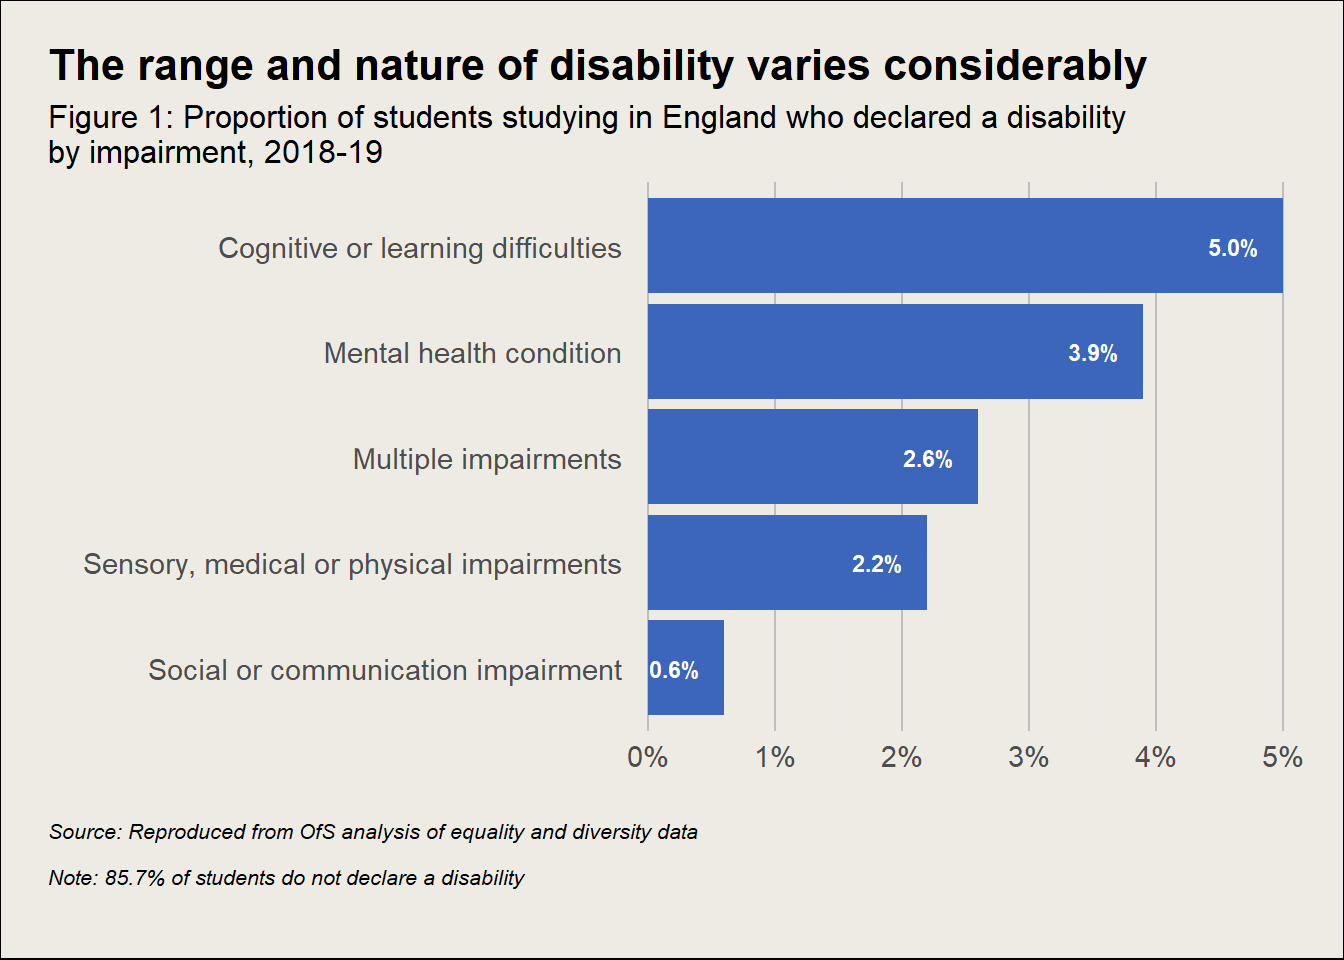 The range and nature of disability varies considerably
Figure 1: Proportion of students studying in England who declared a disability
by impairment, 2018-19
Cognitive or learning difficulties
5.0%
Mental health condition
3.9%
Multiple impairments
2.6%
Sensory, medical or physical impairments
2.2%
Social or communication impairment
0.6%
0% 1% 2% 3% 4% 5%
Source: Reproduced from OfS analysis of equality and diversity data
Note: 85.7% of students do not declare a disability